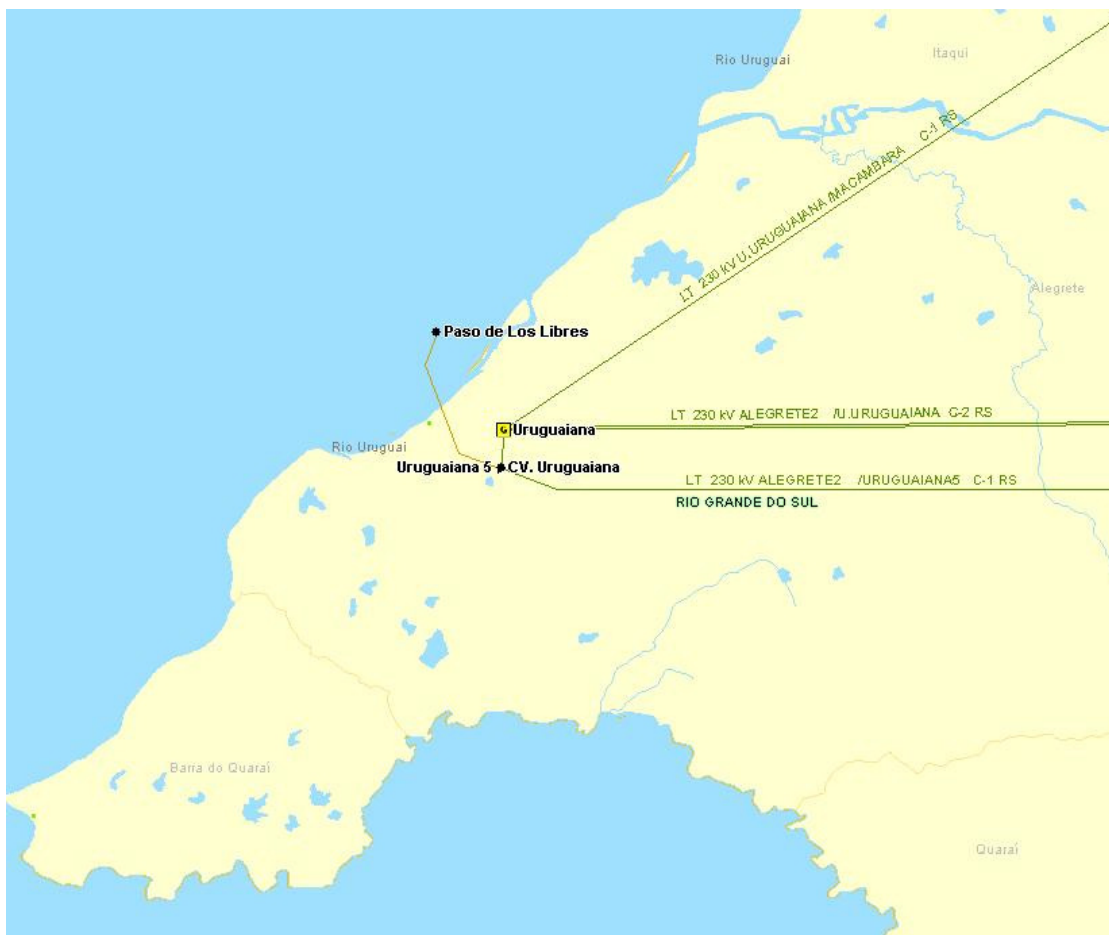 Itaqui
Rio Uruguai
LT 230 kV U.URUGUAIANA /MACAMBARA C-1 RS
Alegrete
Paso de Los Libres
LT 230 kV ALEGRETE2 /U.URUGUAIANA C-2 RS
Uruguaiana
Rio Uruguai
Uruguaiana 5 CV. Uruguaiana
LT 230 kV ALEGRETE2 /URUGUAIANA5 C-1 RS
RIO GRANDE DO SUL
Barra do Quaraí
Quaraí